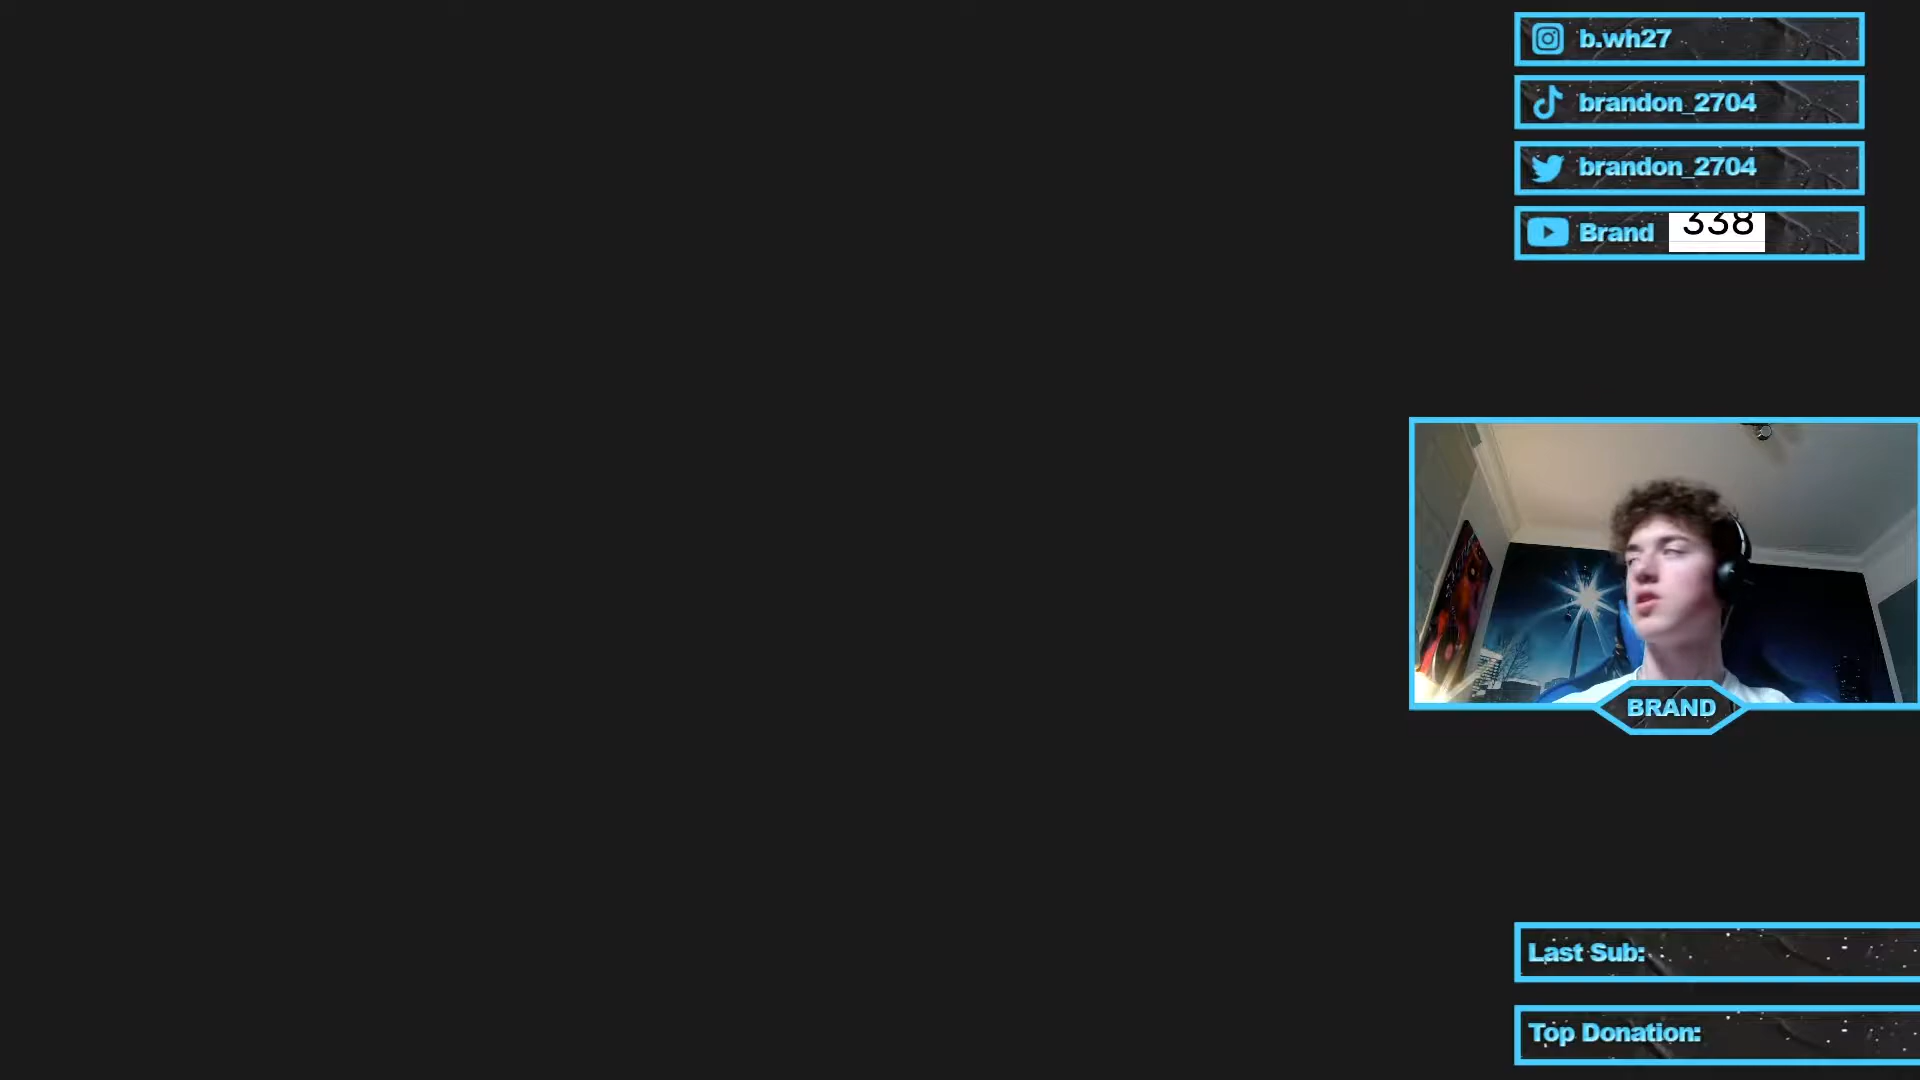 b.wh27
brandon_2704
brandon_2704
Brand 338
BRAND
Last Sub:
Top Donation: